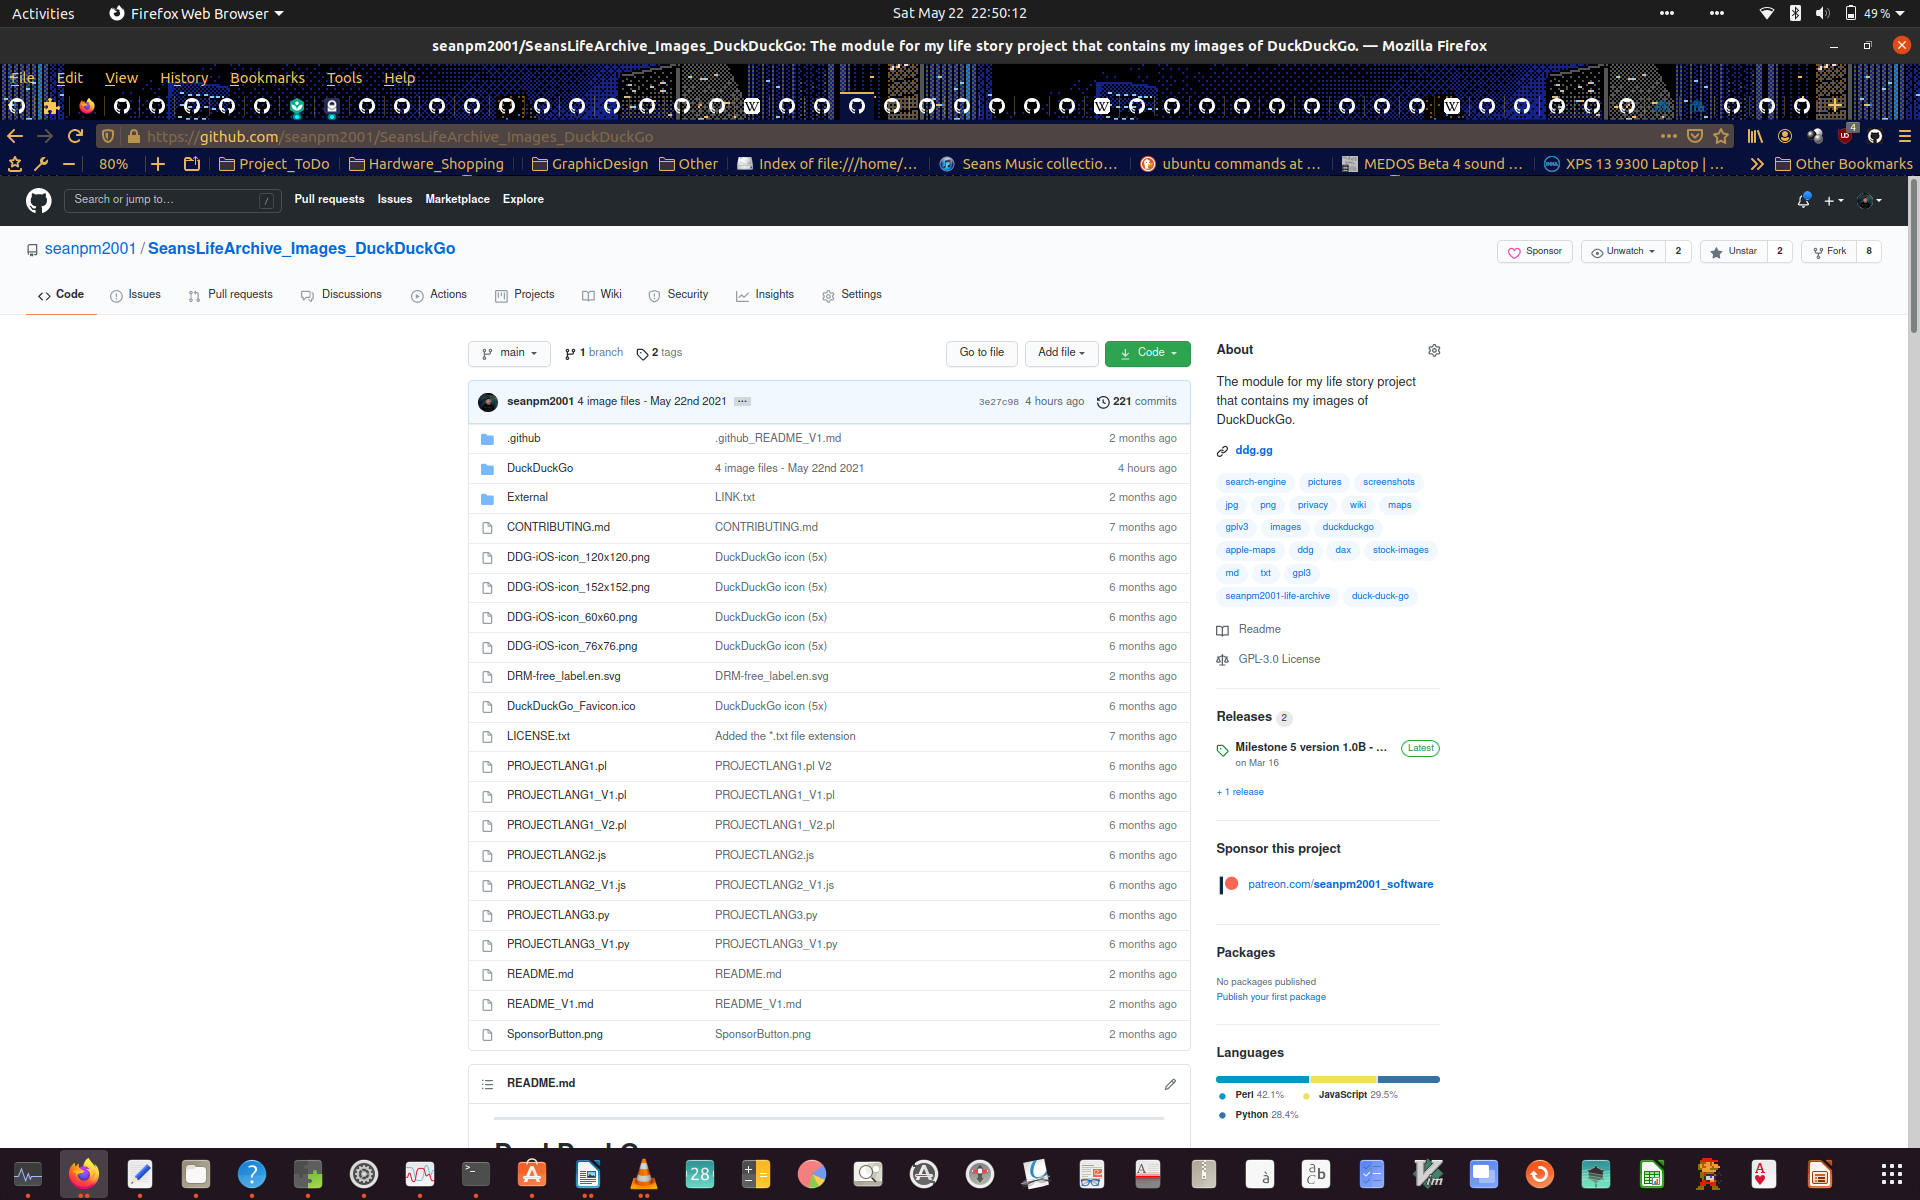 Activities Firefox Web Browser Sat May 22 22:50:12 49 %
seanpm2001/SeansLifeArchive_Images_DuckDuckGo: The module for my life story project that contains my images of DuckDuckGo. — Mozilla Firefox
File Edit View History Bookmarks Tools Help
https://github.com/seanpm2001/SeansLifeArchive_Images_DuckDuckGo 4
80% Project_ToDo Hardware_Shopping GraphicDesign Other Index of file:///home/… Seans Music collectio… ubuntu commands at … MEDOS Beta 4 sound … XPS 13 9300 Laptop | … Other Bookmarks
Search or jump to… / Pull requests Issues Marketplace Explore
seanpm2001 / SeansLifeArchive_Images_DuckDuckGo Sponsor Unwatch 2 Unstar 2 Fork 8
Code Issues Pull requests Discussions Actions Projects Wiki Security Insights Settings
main 1 branch 2 tags Go to file Add file Code
seanpm2001 4 image files - May 22nd 2021 ... 3e27c98 4 hours ago 221 commits
.github .github_README_V1.md 2 months ago
DuckDuckGo 4 image files - May 22nd 2021 4 hours ago
External LINK.txt 2 months ago
CONTRIBUTING.md CONTRIBUTING.md 7 months ago
DDG-iOS-icon_120x120.png DuckDuckGo icon (5x) 6 months ago
DDG-iOS-icon_152x152.png DuckDuckGo icon (5x) 6 months ago
DDG-iOS-icon_60x60.png DuckDuckGo icon (5x) 6 months ago
DDG-iOS-icon_76x76.png DuckDuckGo icon (5x) 6 months ago
DRM-free_label.en.svg DRM-free_label.en.svg 2 months ago
DuckDuckGo_Favicon.ico DuckDuckGo icon (5x) 6 months ago
LICENSE.txt Added the *.txt file extension 7 months ago
PROJECTLANG1.pl PROJECTLANG1.pl V2 6 months ago
PROJECTLANG1_V1.pl PROJECTLANG1_V1.pl 6 months ago
PROJECTLANG1_V2.pl PROJECTLANG1_V2.pl 6 months ago
PROJECTLANG2.js PROJECTLANG2.js 6 months ago
PROJECTLANG2_V1.js PROJECTLANG2_V1.js 6 months ago
PROJECTLANG3.py PROJECTLANG3.py 6 months ago
PROJECTLANG3_V1.py PROJECTLANG3_V1.py 6 months ago
README.md README.md 2 months ago
README_V1.md README_V1.md 2 months ago
SponsorButton.png SponsorButton.png 2 months ago
README.md
About
The module for my life story project
that contains my images of
DuckDuckGo.
ddg.gg
search-engine pictures screenshots
jpg png privacy wiki maps
gplv3 images duckduckgo
apple-maps ddg dax stock-images
md txt gpl3
seanpm2001-life-archive duck-duck-go
Readme
GPL-3.0 License
Releases 2
Milestone 5 version 1.0B - ... Latest
on Mar 16
+ 1 release
Sponsor this project
patreon.com/seanpm2001_software
Packages
No packages published
Publish your first package
Languages
Perl 42.1% JavaScript 29.5%
Python 28.4%
28